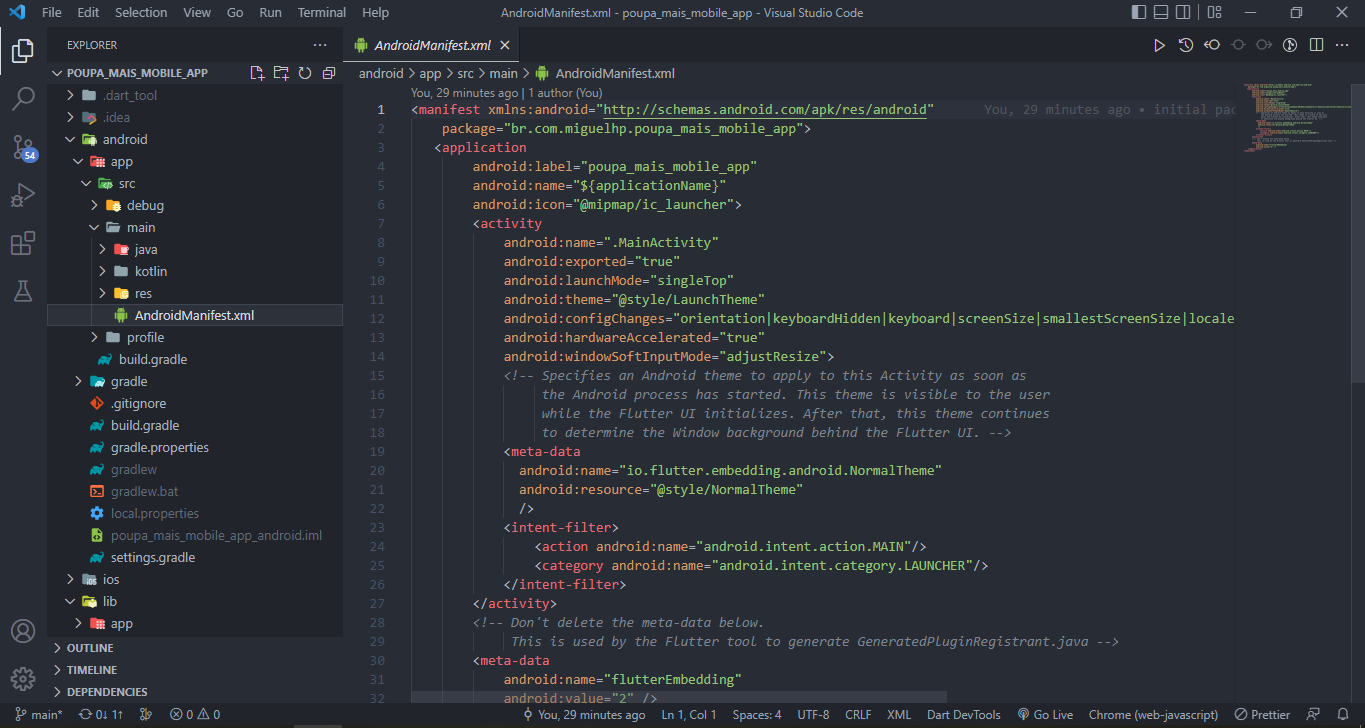 File Edit Selection View Go Run Terminal Help AndroidManifest.xml - poupa_mais_mobile_app - Visual Studio Code
EXPLORER
POUPA_MAIS_MOBILE_APP
.dart_tool
.idea
android
app
src
debug
main
java
kotlin
res
AndroidManifest.xml
profile
build.gradle
gradle
.gitignore
build.gradle
gradle.properties
gradlew
gradlew.bat
local.properties
poupa_mais_mobile_app_android.iml
settings.gradle
ios
lib
app
OUTLINE
TIMELINE
DEPENDENCIES
54
AndroidManifest.xml
android > app > src > main > AndroidManifest.xml
You, 29 minutes ago | 1 author (You)
1 <manifest xmlns:android="http://schemas.android.com/apk/res/android" You, 29 minutes ago • initial pac
2 package="br.com.miguelhp.poupa_mais_mobile_app">
3 <application
4 android:label="poupa_mais_mobile_app"
5 android:name="${applicationName}"
6 android:icon="@mipmap/ic_launcher">
7 <activity
8 android:name=".MainActivity"
9 android:exported="true"
10 android:launchMode="singleTop"
11 android:theme="@style/LaunchTheme"
12 android:configChanges="orientation|keyboardHidden|keyboard|screenSize|smallestScreenSize|locale
13 android:hardwareAccelerated="true"
14 android:windowSoftInputMode="adjustResize">
15 <!-- Specifies an Android theme to apply to this Activity as soon as
16 the Android process has started. This theme is visible to the user
17 while the Flutter UI initializes. After that, this theme continues
18 to determine the Window background behind the Flutter UI. -->
19 <meta-data
20 android:name="io.flutter.embedding.android.NormalTheme"
21 android:resource="@style/NormalTheme"
22 />
23 <intent-filter>
24 <action android:name="android.intent.action.MAIN"/>
25 <category android:name="android.intent.category.LAUNCHER"/>
26 </intent-filter>
27 </activity>
28 <!-- Don't delete the meta-data below.
29 This is used by the Flutter tool to generate GeneratedPluginRegistrant.java -->
30 <meta-data
31 android:name="flutterEmbedding"
32 android:value="2" />
main* 0↓ 1↑ 0 0 You, 29 minutes ago Ln 1, Col 1 Spaces: 4 UTF-8 CRLF XML Dart DevTools Go Live Chrome (web-javascript) Prettier